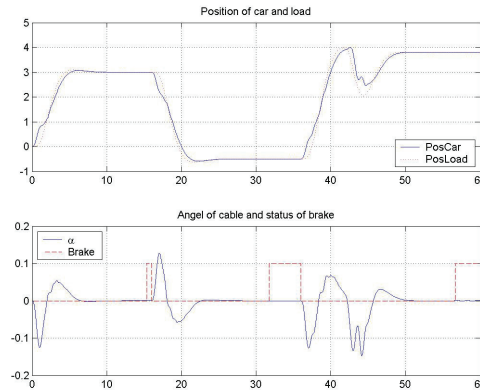 Position of car and load
5
4
3
2
1
0
-1
0 10 20 30 40 50 60
PosCar
PosLoad
Angel of cable and status of brake
0.2
0.1
0
-0.1
-0.2
0 10 20 30 40 50 60
α
Brake